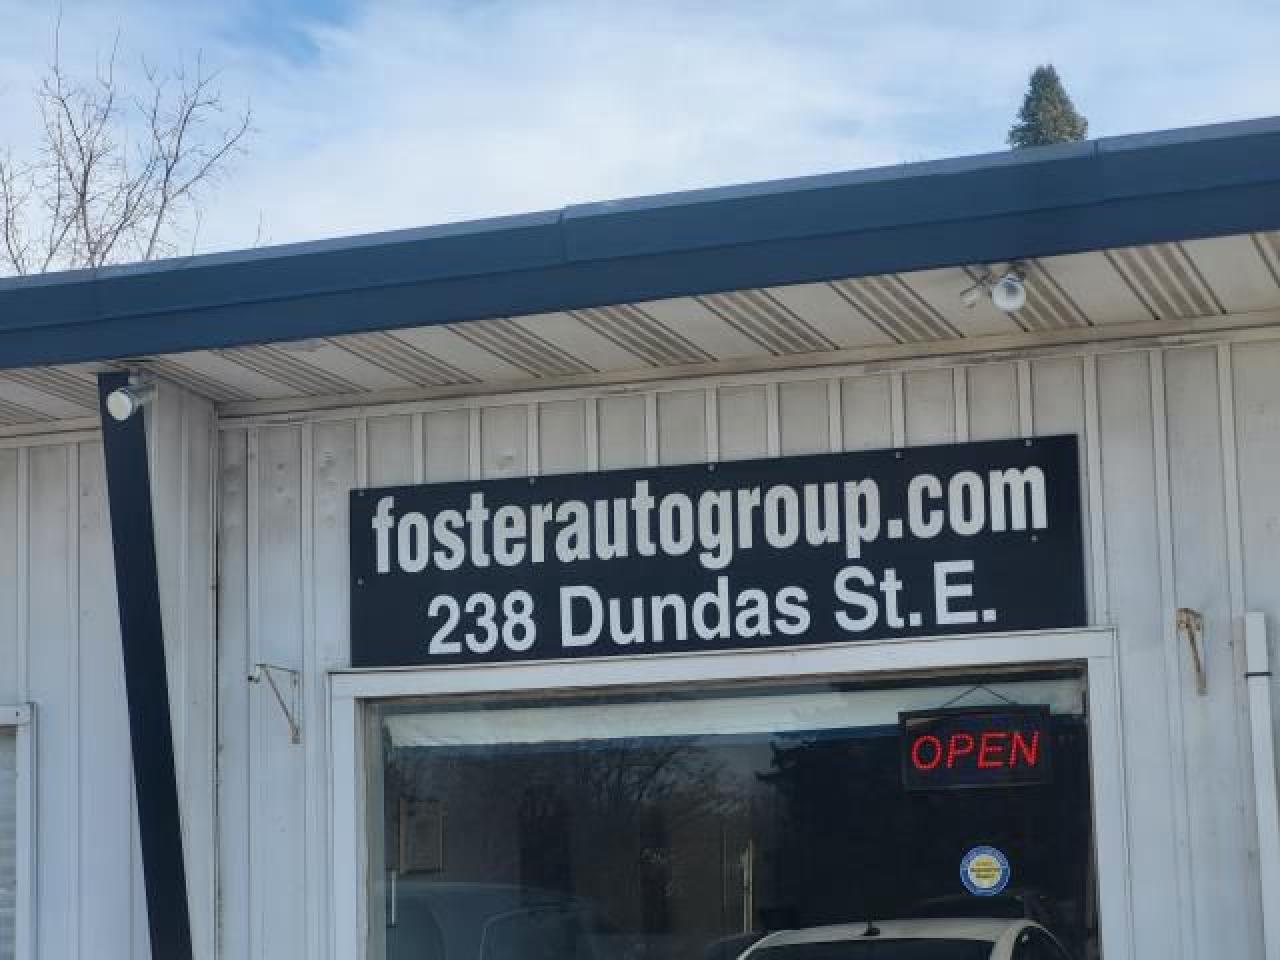 fosterautogroup.com
238 Dundas St. E.
OPEN